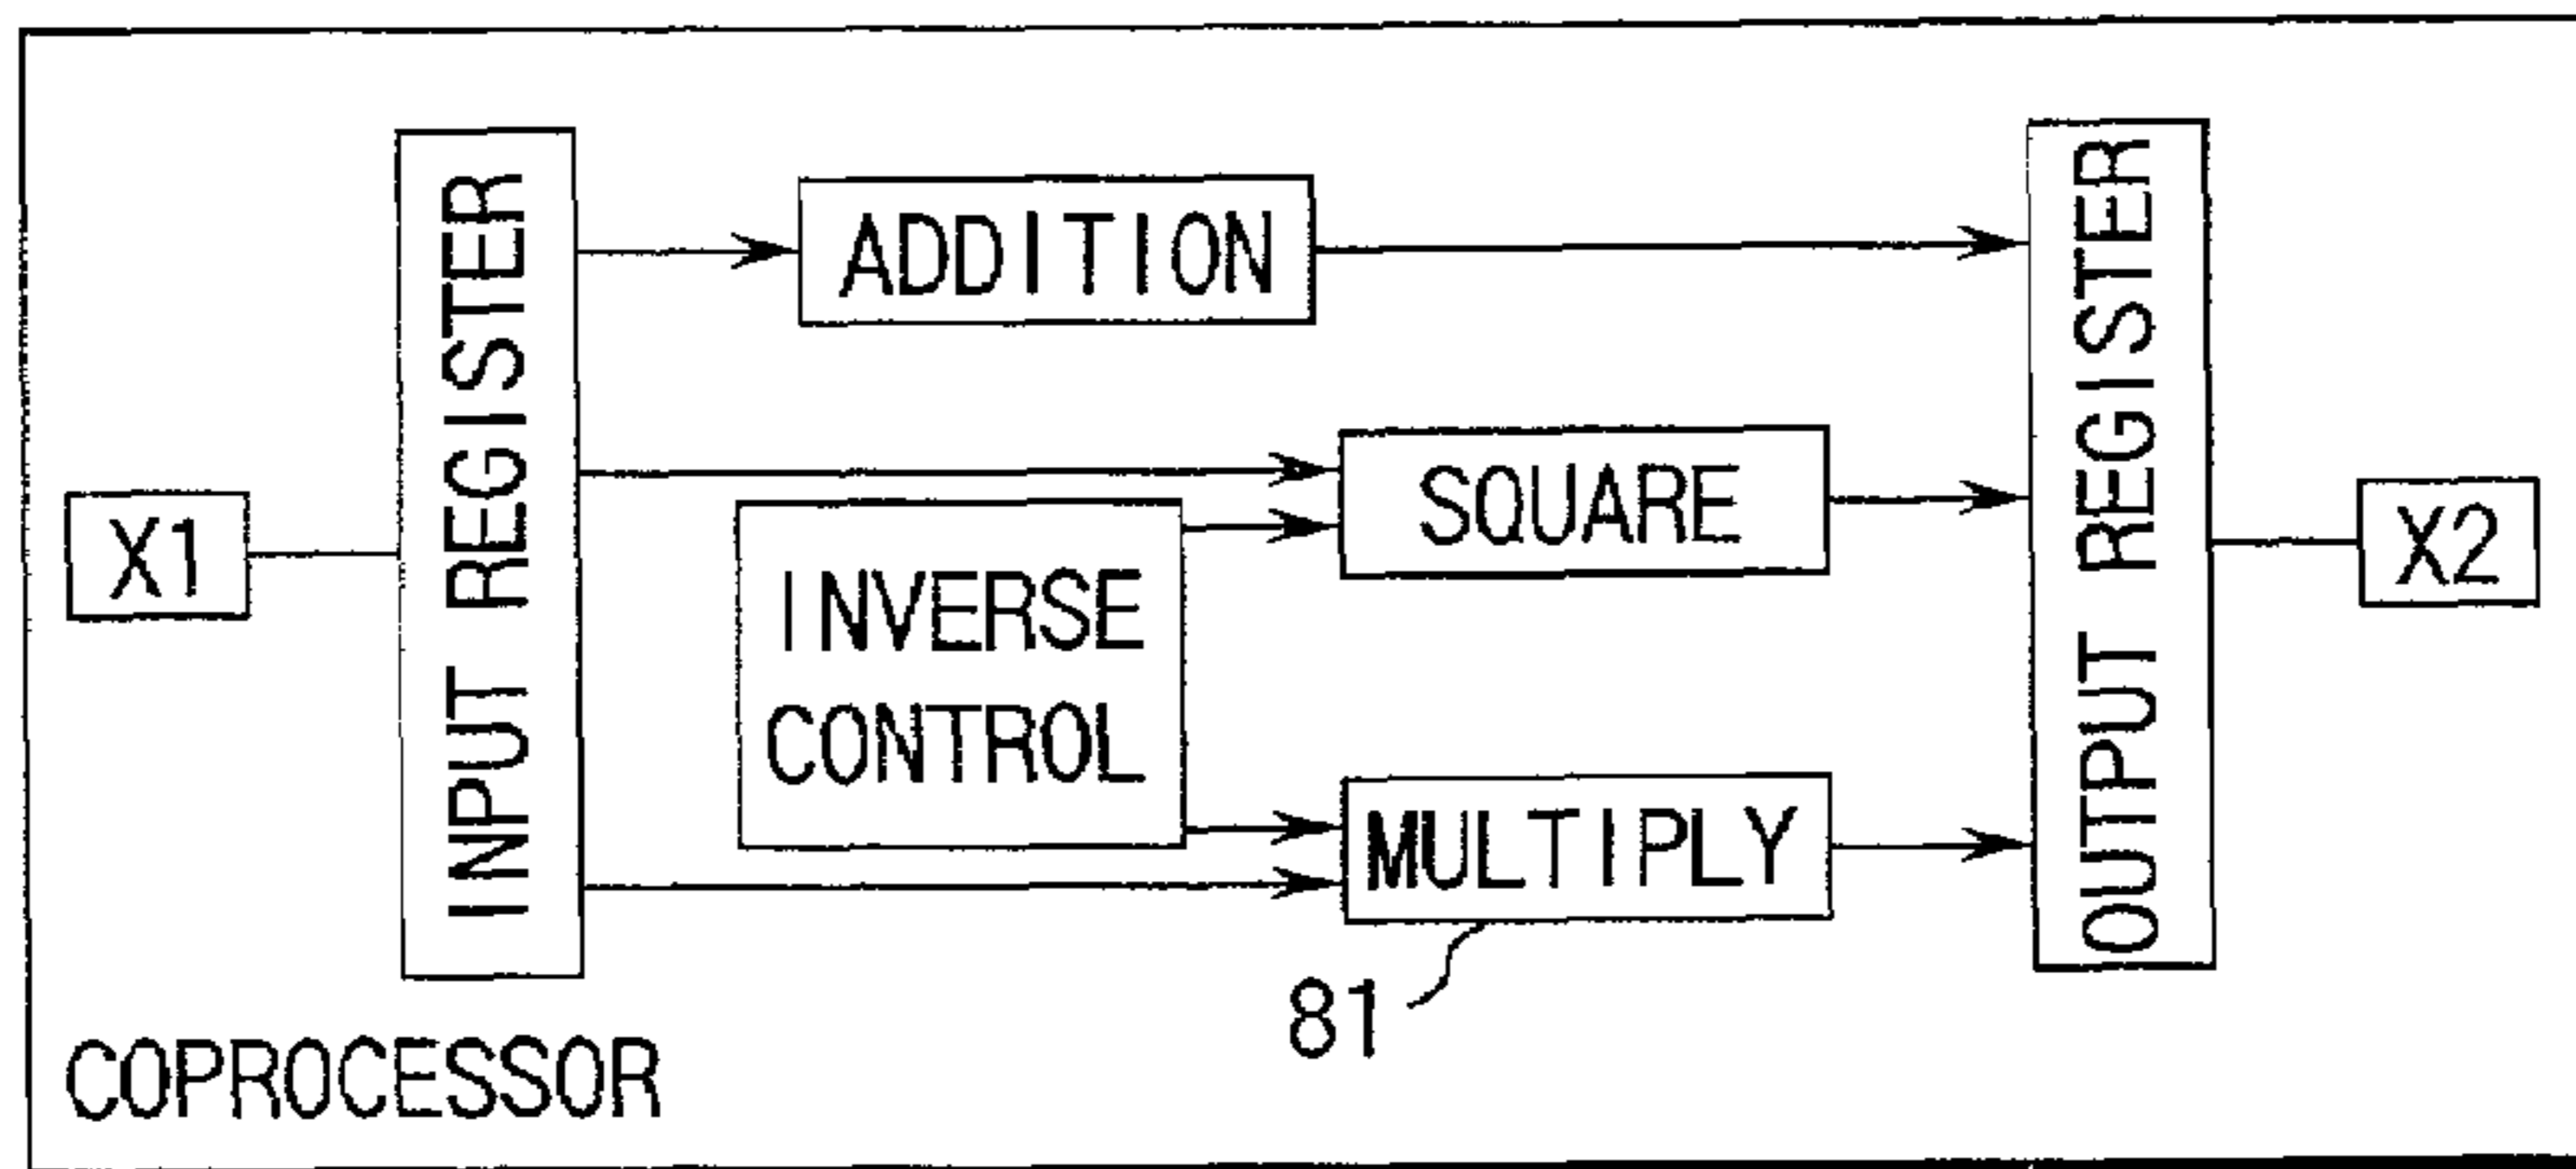 INPUT REGISTER
ADDITION
OUTPUT REGISTER
X1
SQUARE
X2
INVERSE
CONTROL
MULTIPLY
81
COPROCESSOR